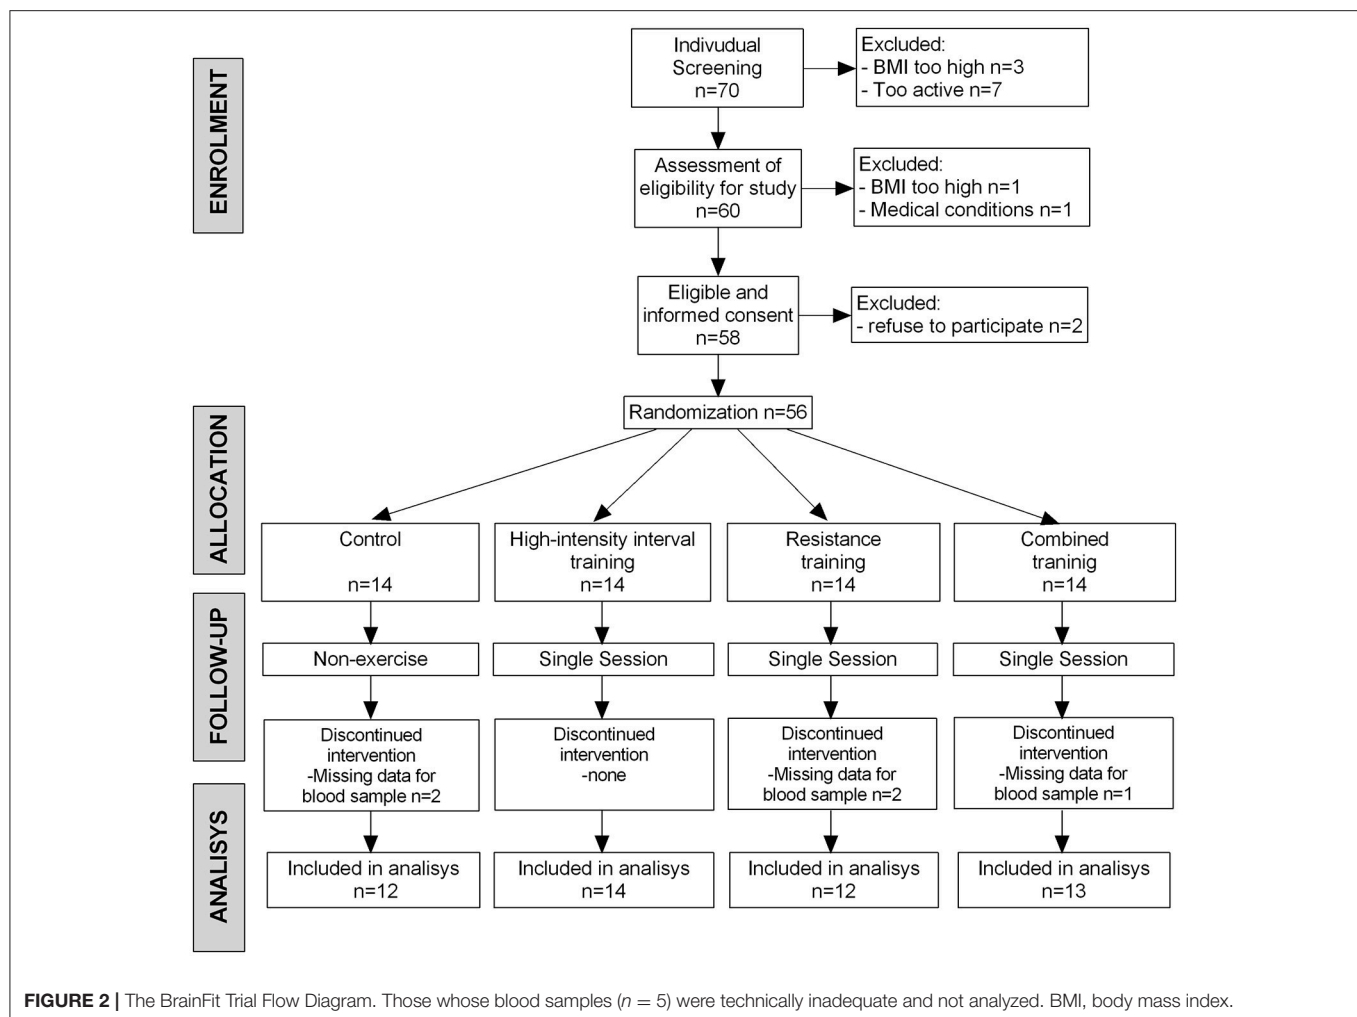 ENROLMENT
Indivudual
Screening
n=70
Excluded:
- BMI too high n=3
- Too active n=7
Assessment of
eligibility for study
n=60
Excluded:
- BMI too high n=1
- Medical conditions n=1
Eligible and
informed consent
n=58
Excluded:
- refuse to participate n=2
ALLOCATION
Randomization n=56
Control
n=14
High-intensity interval
training
n=14
Resistance
training
n=14
Combined
traninig
n=14
FOLLOW-UP
Non-exercise
Single Session
Single Session
Single Session
Discontinued
intervention
-Missing data for
blood sample n=2
Discontinued
intervention
-none
Discontinued
intervention
-Missing data for
blood sample n=2
Discontinued
intervention
-Missing data for
blood sample n=1
ANALISYS
Included in analisys
n=12
Included in analisys
n=14
Included in analisys
n=12
Included in analisys
n=13
FIGURE 2 | The BrainFit Trial Flow Diagram. Those whose blood samples (n = 5) were technically inadequate and not analyzed. BMI, body mass index.